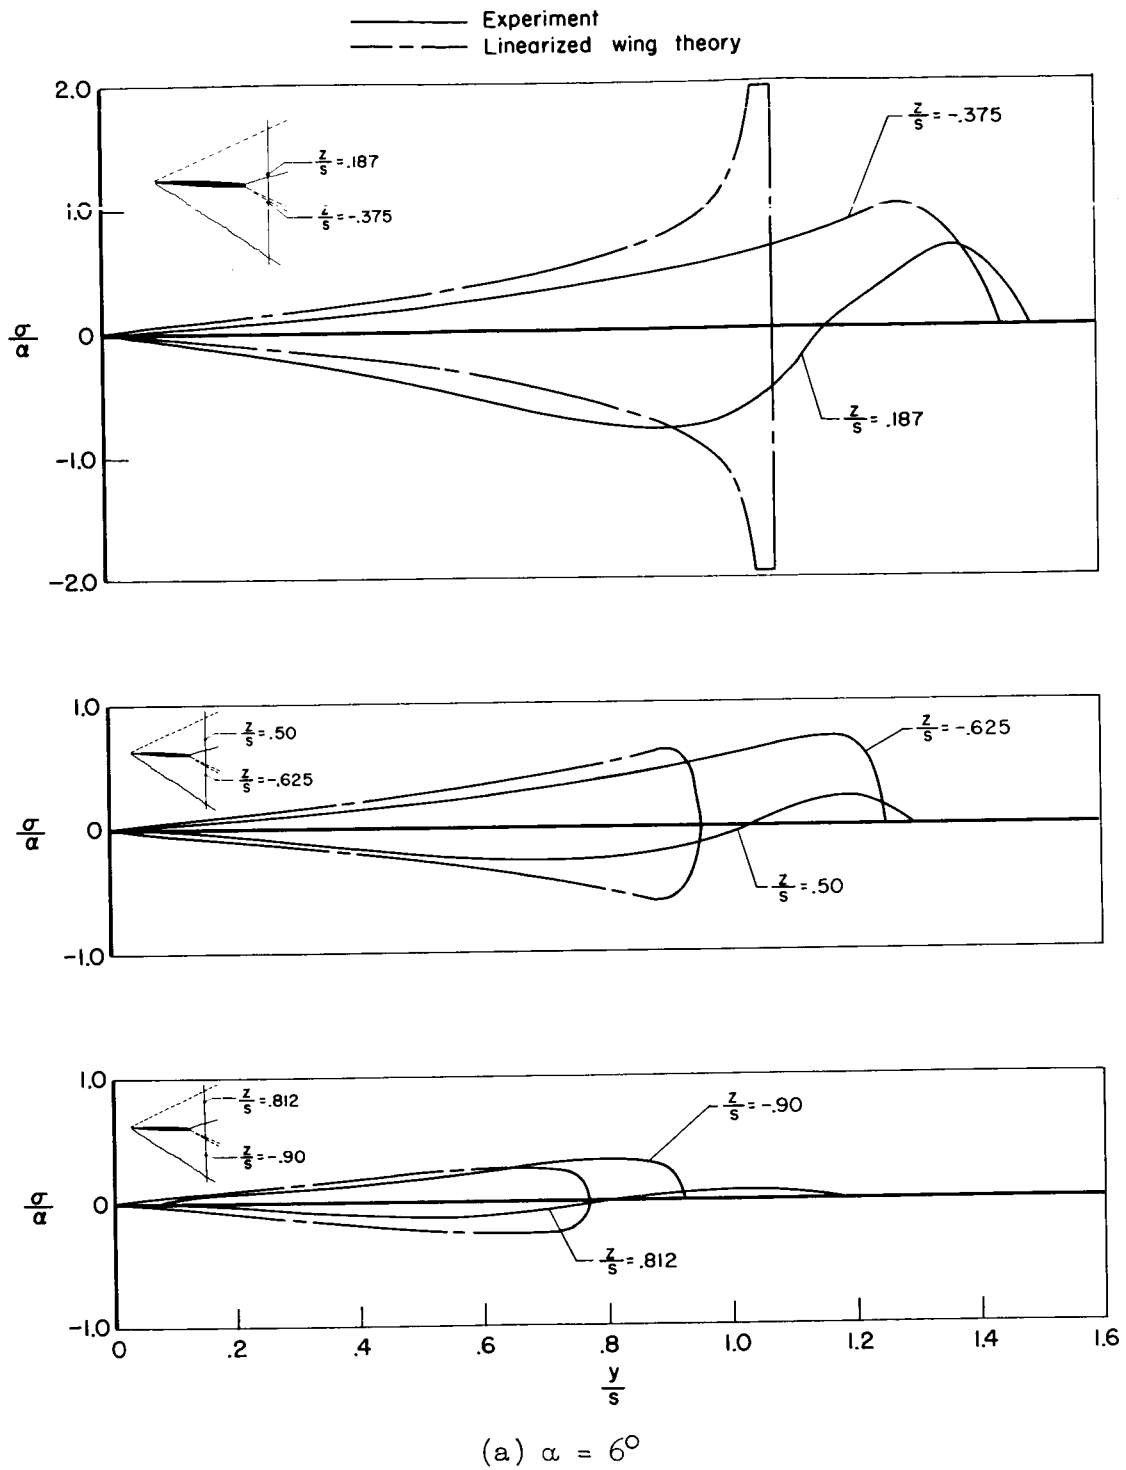 Experiment
Linearized wing theory
2.0
z/s = -.375
z/s = .187
1.0
z/s = -.375
σ/α
0
z/s = .187
-1.0
-2.0
1.0
z/s = .50
z/s = -.625
z/s = -.625
σ/α
0
z/s = .50
-1.0
1.0
z/s = .812
z/s = -.90
z/s = -.90
σ/α
0
z/s = .812
-1.0
0 .2 .4 .6 .8 1.0 1.2 1.4 1.6
y/s
(a) α = 6°